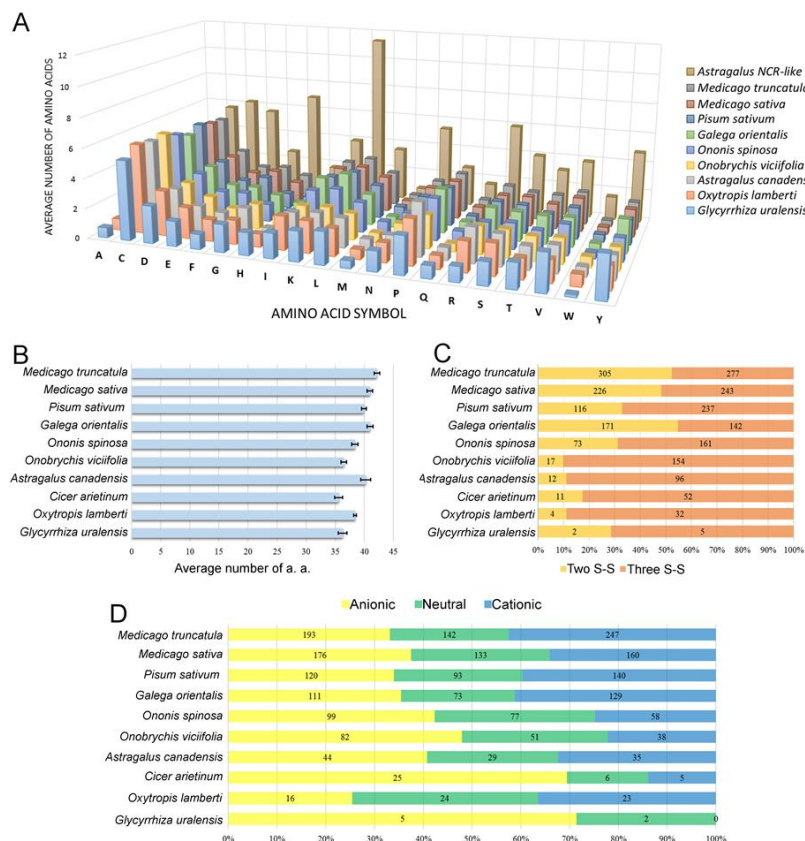 A
AVERAGE NUMBER OF AMINO ACIDS
12
10
8
6
4
2
0
A C D E F G H I K L M N P Q R S T V W Y
AMINO ACID SYMBOL
Astragalus NCR-like
Medicago truncatula
Medicago sativa
Pisum sativum
Galega orientalis
Ononis spinosa
Onobrychis viciifolia
Astragalus canadens
Oxytropis lamberti
Glycyrrhiza uralensis
B
Medicago truncatula
Medicago sativa
Pisum sativum
Galega orientalis
Ononis spinosa
Onobrychis viciifolia
Astragalus canadensis
Cicer arietinum
Oxytropis lamberti
Glycyrrhiza uralensis
0 5 10 15 20 25 30 35 40 45
Average number of a. a.
C
Medicago truncatula 305 277
Medicago sativa 226 243
Pisum sativum 116 237
Galega orientalis 171 142
Ononis spinosa 73 161
Onobrychis viciifolia 17 154
Astragalus canadensis 12 96
Cicer arietinum 11 52
Oxytropis lamberti 4 32
Glycyrrhiza uralensis 2 5
0% 10% 20% 30% 40% 50% 60% 70% 80% 90% 100%
Two S-S Three S-S
D
Anionic Neutral Cationic
Medicago truncatula 193 142 247
Medicago sativa 176 133 160
Pisum sativum 120 93 140
Galega orientalis 111 73 129
Ononis spinosa 99 77 58
Onobrychis viciifolia 82 51 38
Astragalus canadensis 44 29 35
Cicer arietinum 25 6 5
Oxytropis lamberti 16 24 23
Glycyrrhiza uralensis 5 2 0
0% 10% 20% 30% 40% 50% 60% 70% 80% 90% 100%